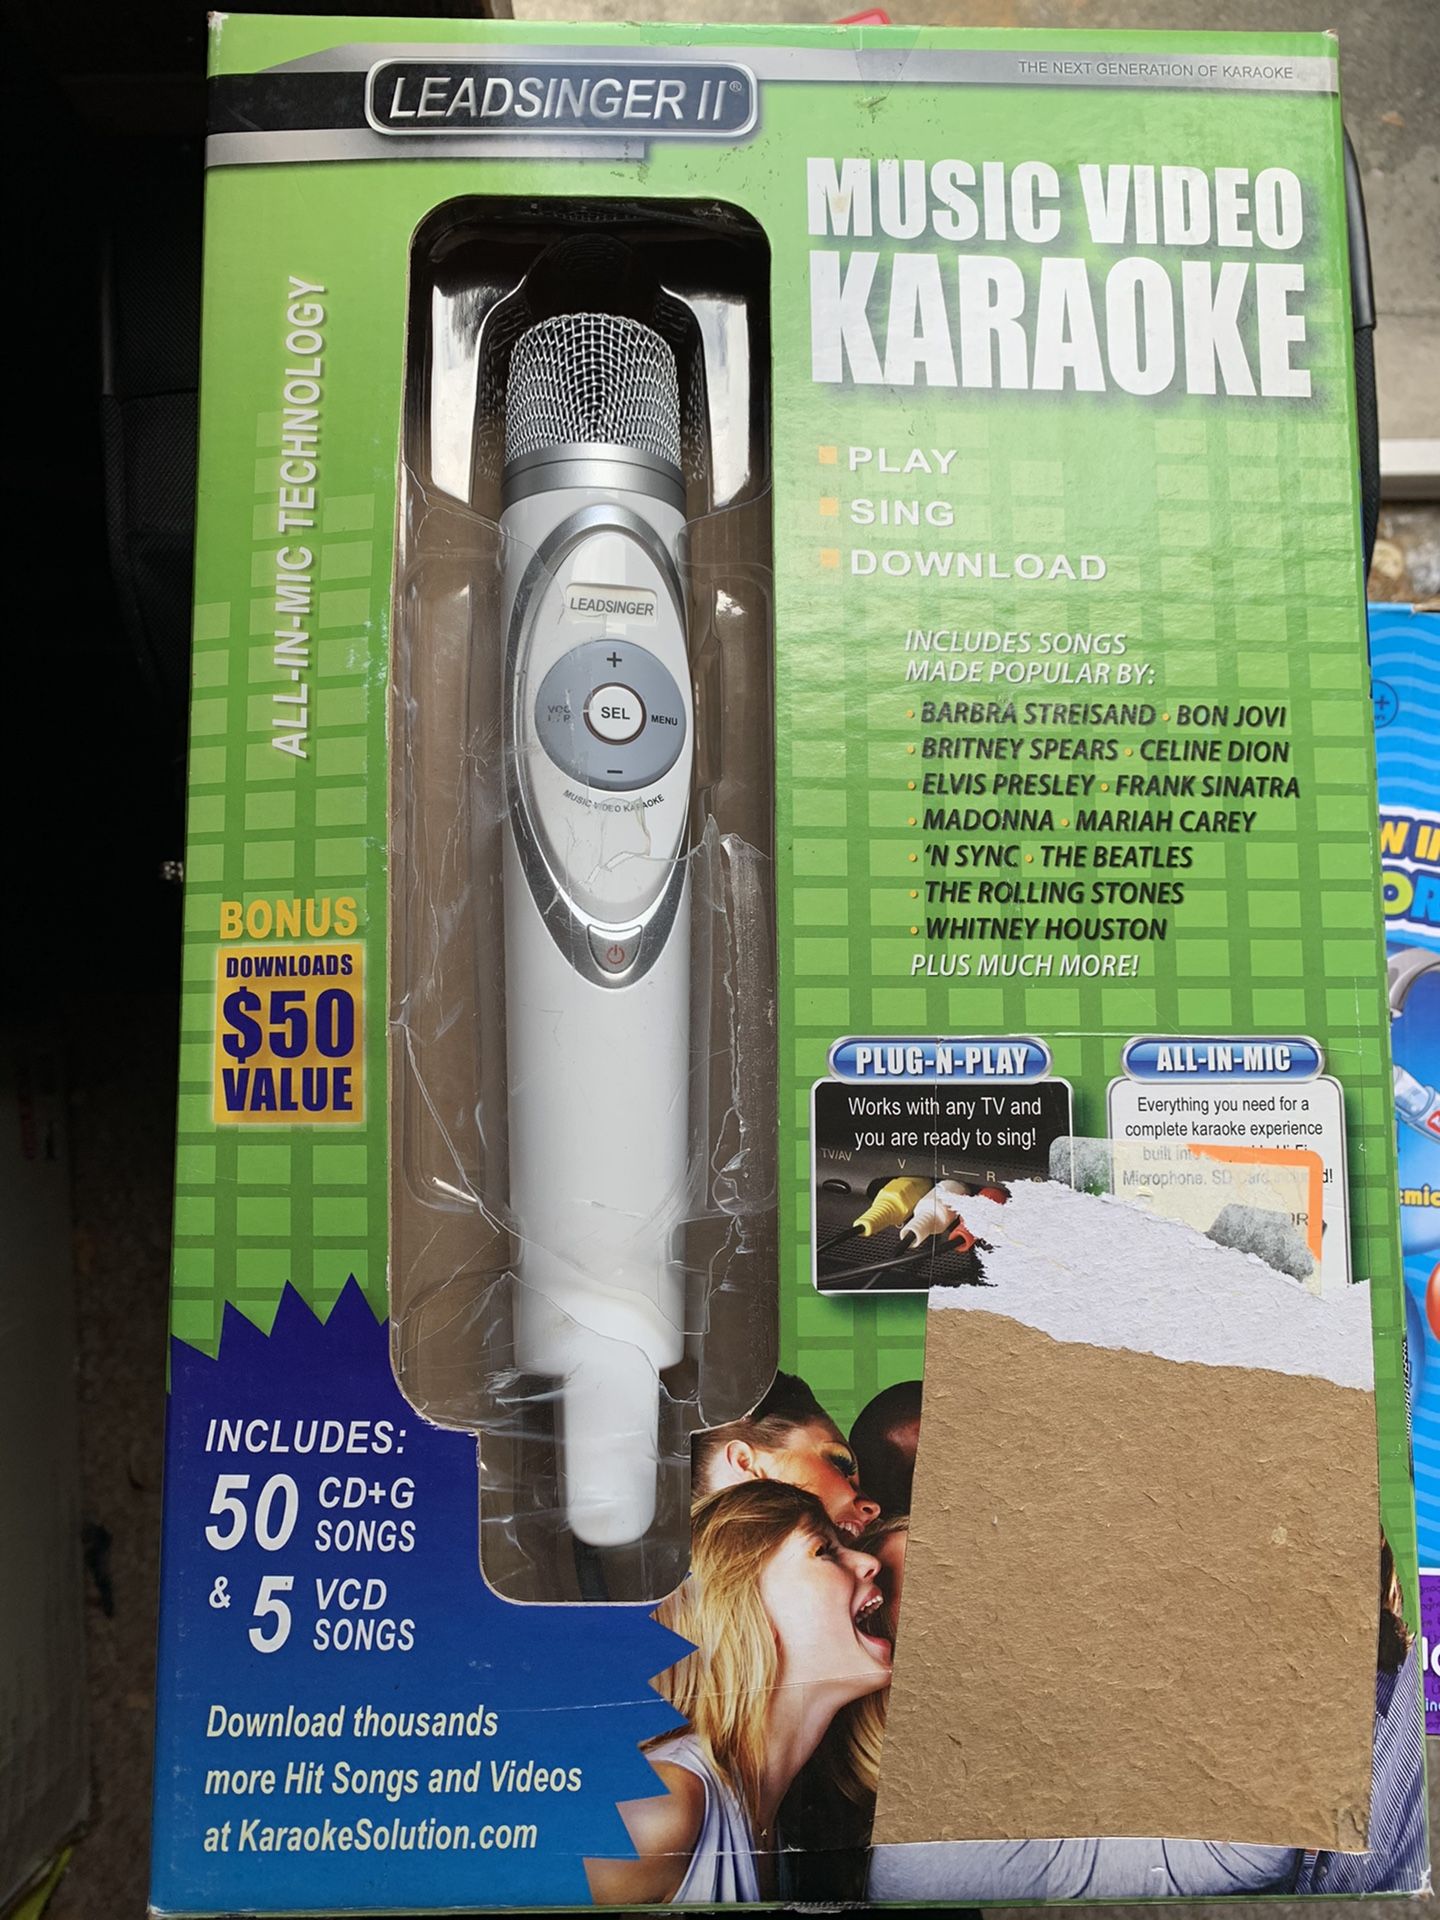 LEADSINGER II®
THE NEXT GENERATION OF KARAOKE
MUSIC VIDEO
KARAOKE
ALL-IN-MIC TECHNOLOGY
PLAY
SING
DOWNLOAD
LEADSINGER
+
SEL
MENU
−
MUSIC VIDEO KARAOKE
INCLUDES SONGS
MADE POPULAR BY:
• BARBRA STREISAND • BON JOVI
• BRITNEY SPEARS • CELINE DION
• ELVIS PRESLEY • FRANK SINATRA
• MADONNA • MARIAH CAREY
• 'N SYNC • THE BEATLES
• THE ROLLING STONES
• WHITNEY HOUSTON
PLUS MUCH MORE!
BONUS
DOWNLOADS
$50
VALUE
PLUG-N-PLAY
Works with any TV and
you are ready to sing!
TV/AV
V L R
ALL-IN-MIC
Everything you need for a
complete karaoke experience
built
Microphone, SD
INCLUDES:
50 CD+G
SONGS
& 5 VCD
SONGS
Download thousands
more Hit Songs and Videos
at KaraokeSolution.com